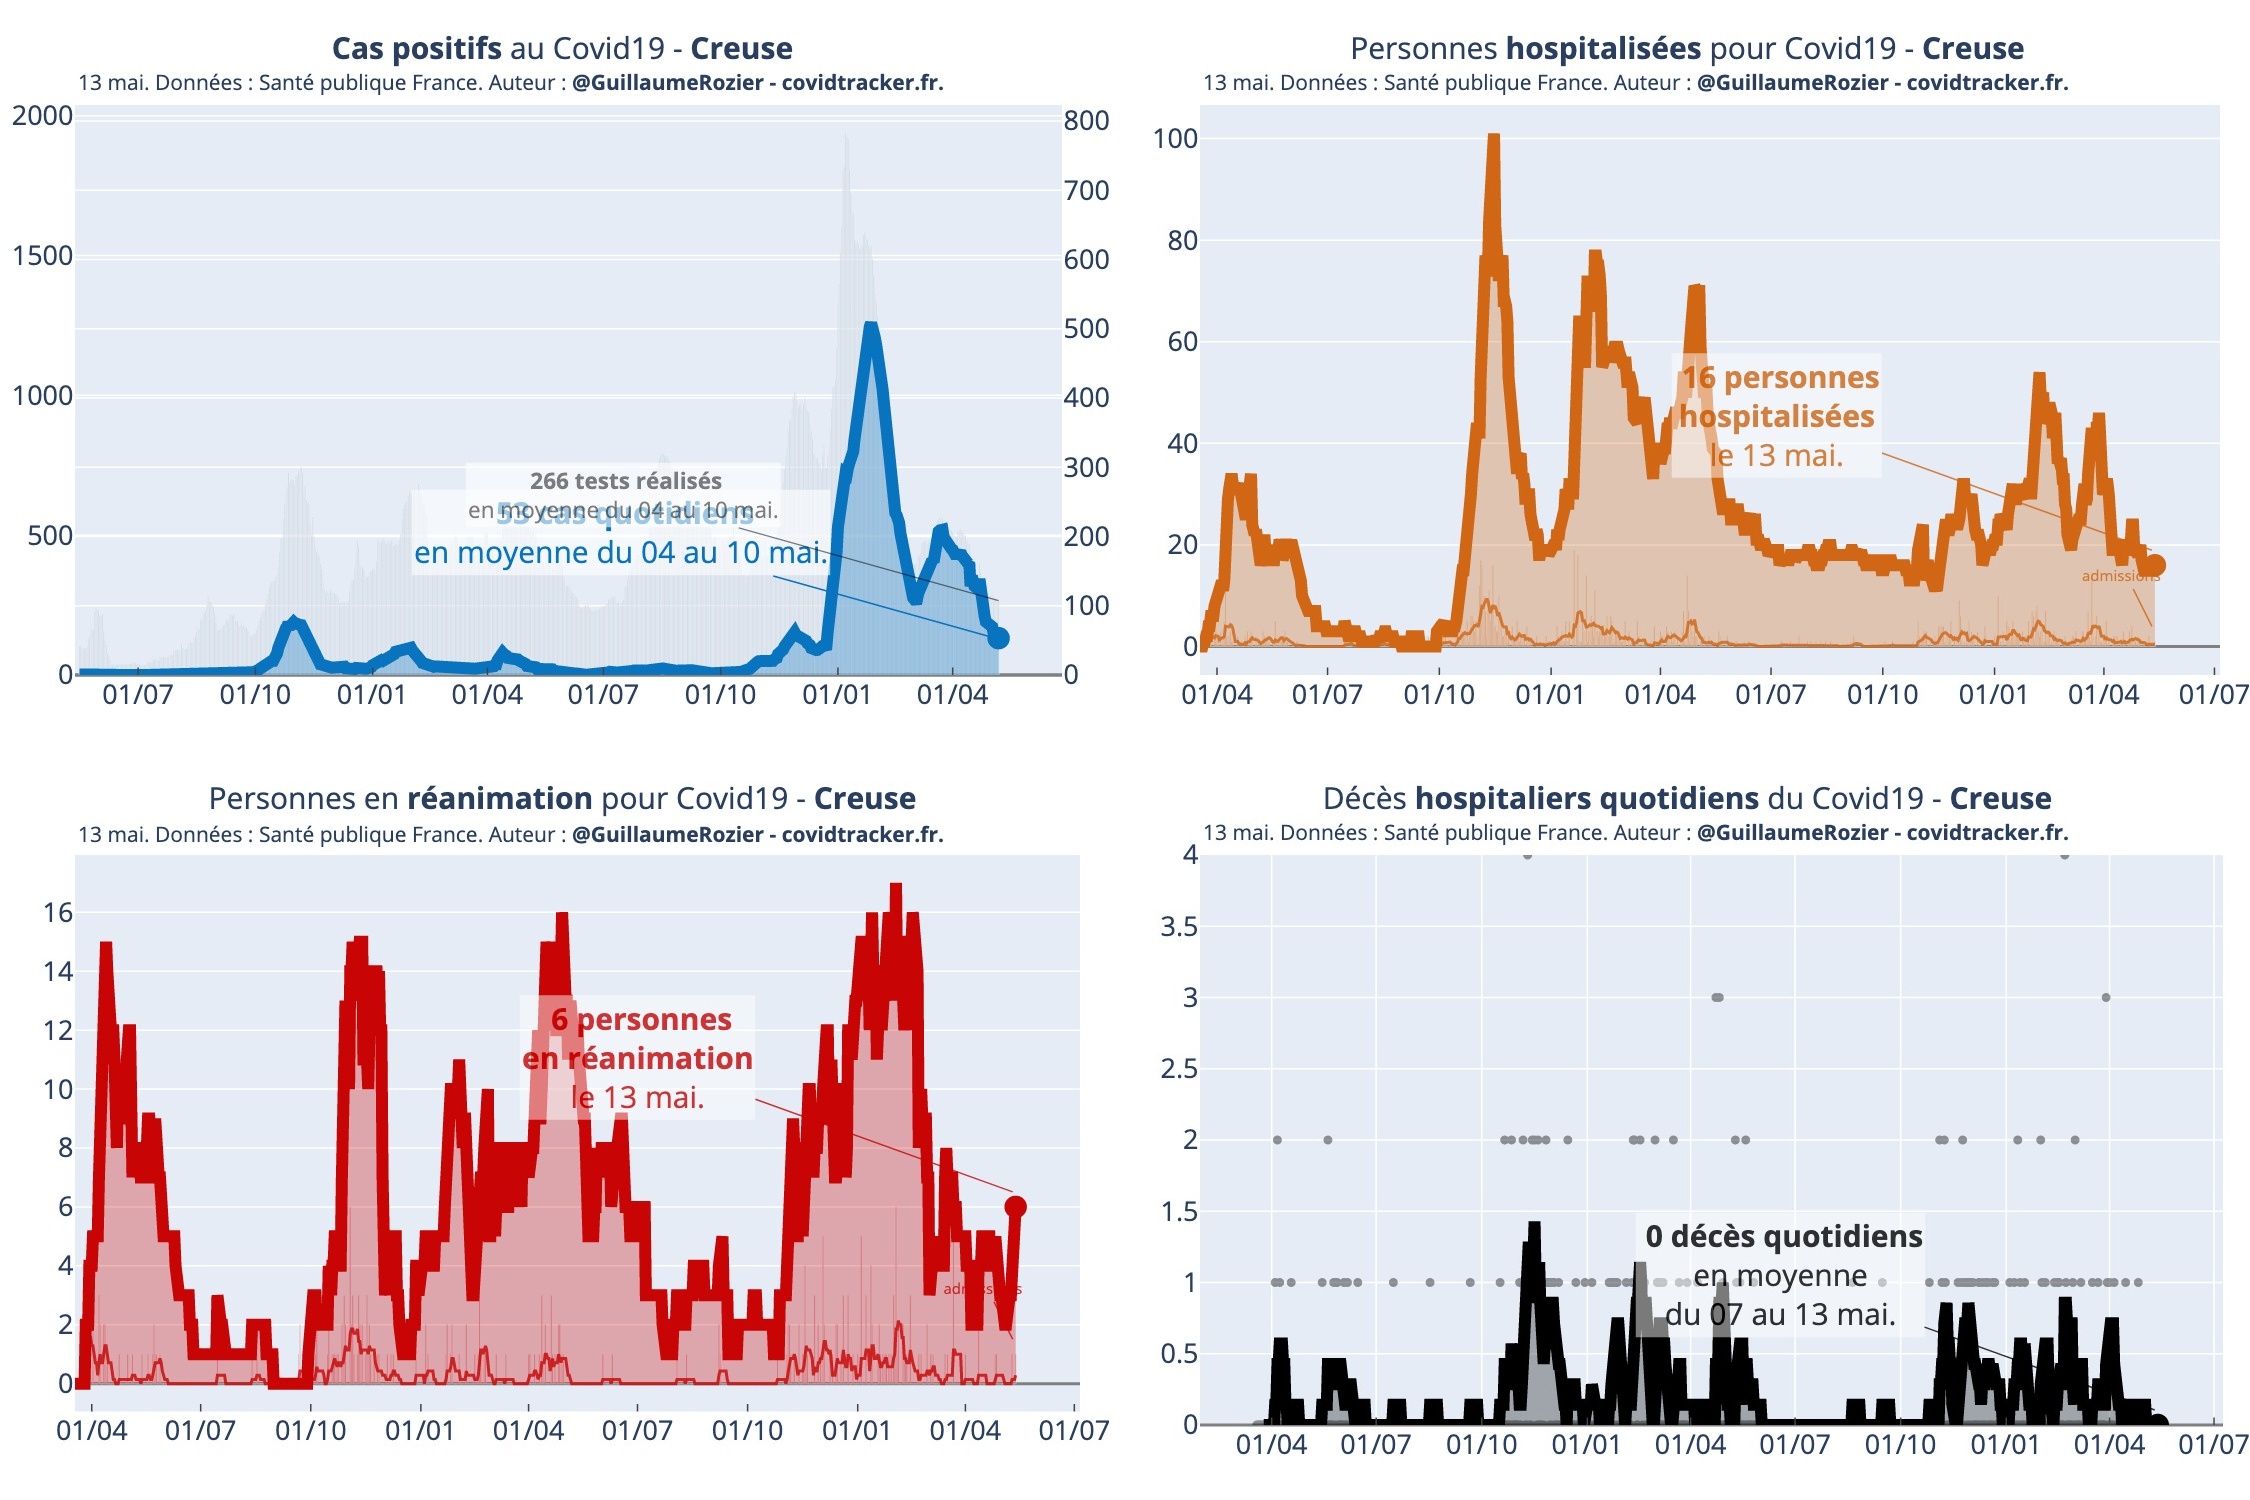 Cas positifs au Covid19 - Creuse
13 mai. Données : Santé publique France. Auteur : @GuillaumeRozier - covidtracker.fr.
2000
1500
1000
500
0
800
700
600
500
400
300
200
100
0
266 tests réalisés
en moyenne du 04 au 10 mai.
53 cas quotidiens
en moyenne du 04 au 10 mai.
01/07 01/10 01/01 01/04 01/07 01/10 01/01 01/04
Personnes hospitalisées pour Covid19 - Creuse
13 mai. Données : Santé publique France. Auteur : @GuillaumeRozier - covidtracker.fr.
100
80
60
40
20
0
16 personnes
hospitalisées
le 13 mai.
admissions
01/04 01/07 01/10 01/01 01/04 01/07 01/10 01/01 01/04 01/07
Personnes en réanimation pour Covid19 - Creuse
13 mai. Données : Santé publique France. Auteur : @GuillaumeRozier - covidtracker.fr.
16
14
12
10
8
6
4
2
0
6 personnes
en réanimation
le 13 mai.
admissions
01/04 01/07 01/10 01/01 01/04 01/07 01/10 01/01 01/04 01/07
Décès hospitaliers quotidiens du Covid19 - Creuse
13 mai. Données : Santé publique France. Auteur : @GuillaumeRozier - covidtracker.fr.
4
3.5
3
2.5
2
1.5
1
0.5
0
0 décès quotidiens
en moyenne
du 07 au 13 mai.
01/04 01/07 01/10 01/01 01/04 01/07 01/10 01/01 01/04 01/07